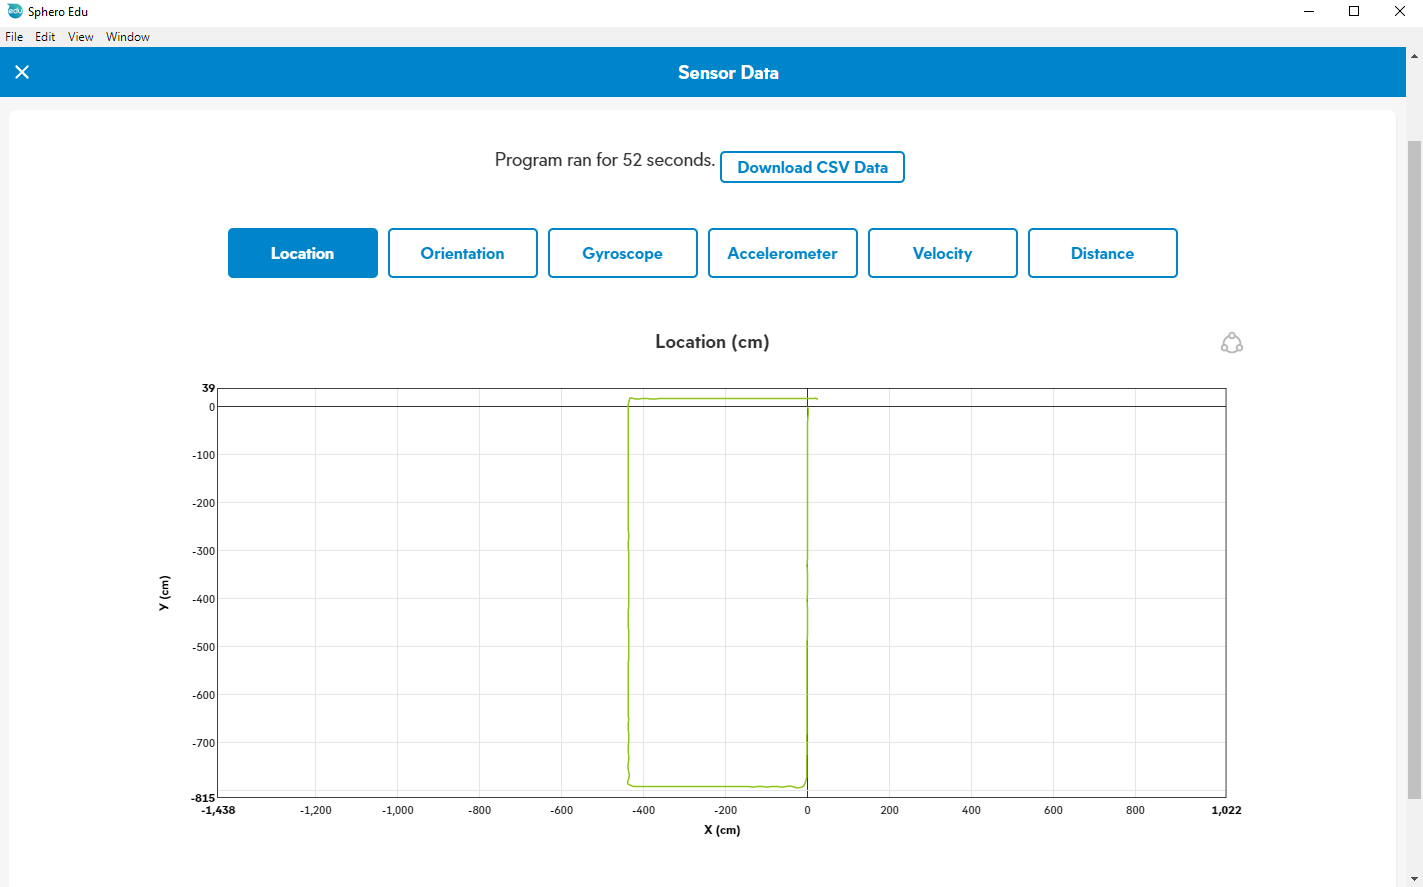 edu Sphero Edu
File Edit View Window
Sensor Data
Program ran for 52 seconds. Download CSV Data
Location Orientation Gyroscope Accelerometer Velocity Distance
Location (cm)
39
0
-100
-200
-300
-400
-500
-600
-700
-815
Y (cm)
-1,438 -1,200 -1,000 -800 -600 -400 -200 0 200 400 600 800 1,022
X (cm)